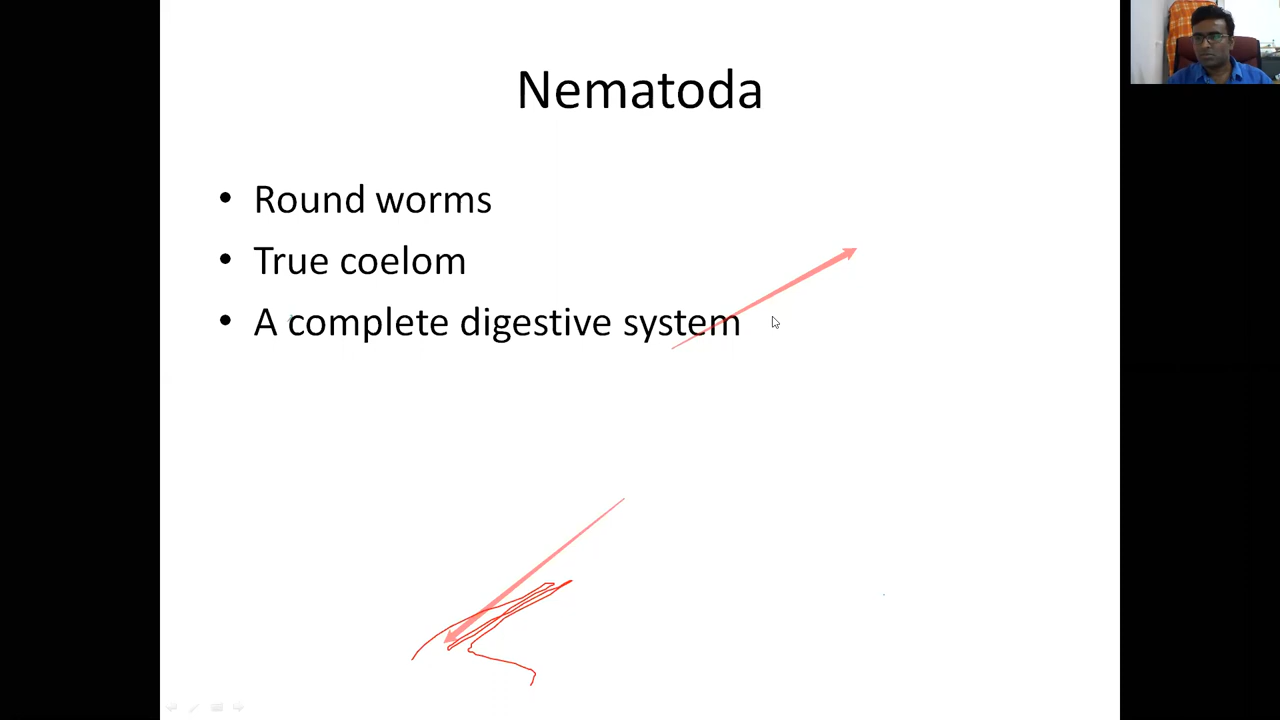 Nematoda
• Round worms
• True coelom
• A complete digestive system